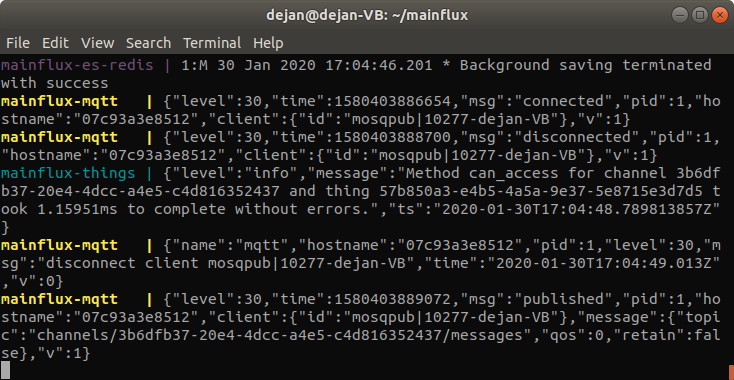 dejan@dejan-VB: ~/mainflux
File Edit View Search Terminal Help
mainflux-es-redis | 1:M 30 Jan 2020 17:04:46.201 * Background saving terminated
with success
mainflux-mqtt   | {"level":30,"time":1580403886654,"msg":"connected","pid":1,"ho
stname":"07c93a3e8512","client":{"id":"mosqpub|10277-dejan-VB"},"v":1}
mainflux-mqtt   | {"level":30,"time":1580403888700,"msg":"disconnected","pid":1,
"hostname":"07c93a3e8512","client":{"id":"mosqpub|10277-dejan-VB"},"v":1}
mainflux-things | {"level":"info","message":"Method can_access for channel 3b6df
b37-20e4-4dcc-a4e5-c4d816352437 and thing 57b850a3-e4b5-4a5a-9e37-5e8715e3d7d5 t
ook 1.15951ms to complete without errors.","ts":"2020-01-30T17:04:48.789813857Z"
}
mainflux-mqtt   | {"name":"mqtt","hostname":"07c93a3e8512","pid":1,"level":30,"m
sg":"disconnect client mosqpub|10277-dejan-VB","time":"2020-01-30T17:04:49.013Z"
,"v":0}
mainflux-mqtt   | {"level":30,"time":1580403889072,"msg":"published","pid":1,"ho
stname":"07c93a3e8512","client":{"id":"mosqpub|10277-dejan-VB"},"message":{"topi
c":"channels/3b6dfb37-20e4-4dcc-a4e5-c4d816352437/messages","qos":0,"retain":fal
se},"v":1}